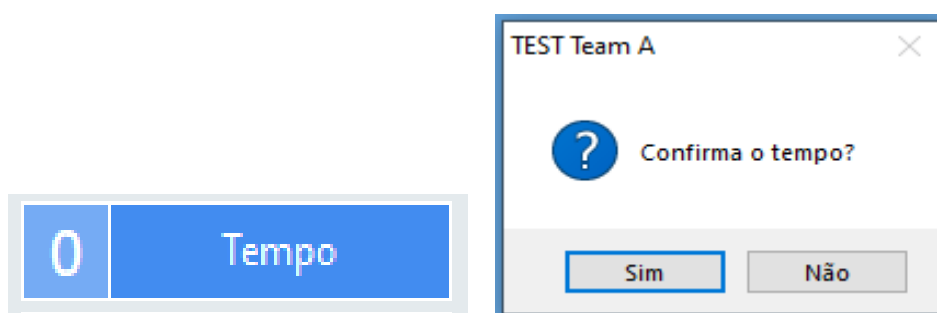 TEST Team A
? Confirma o tempo?
0 Tempo
Sim Não